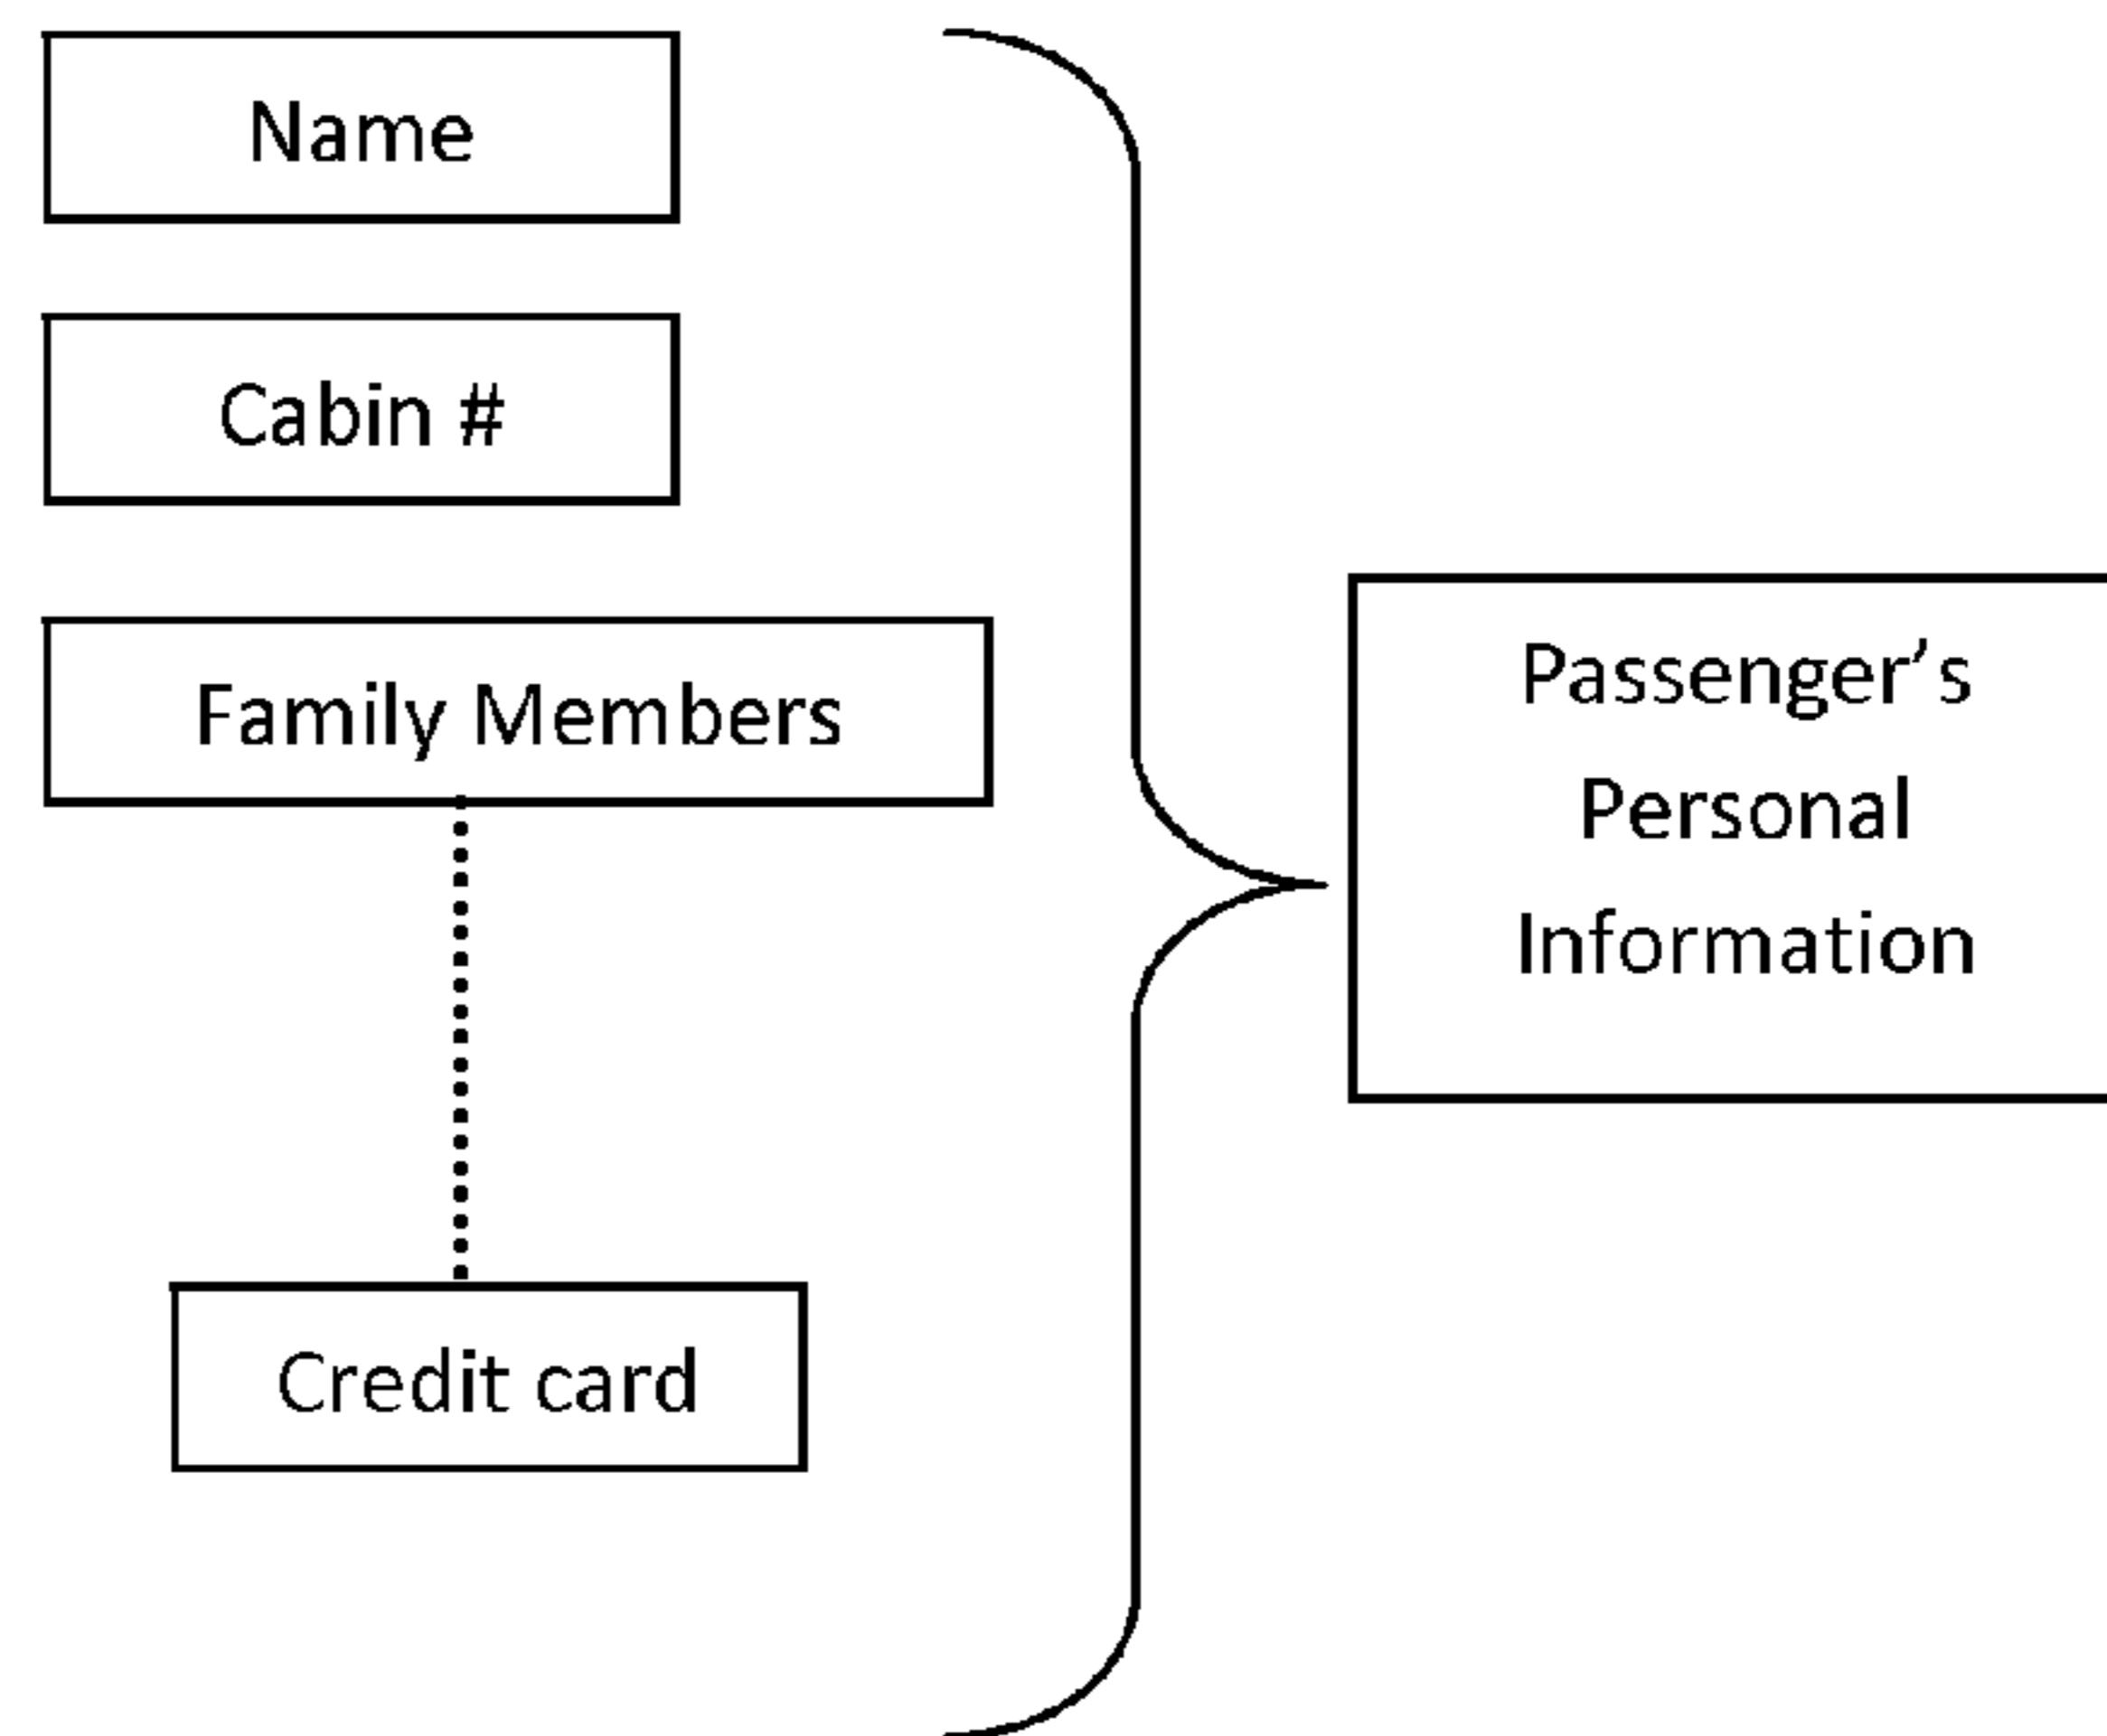 Name
Cabin #
Family Members
Credit card
Passenger’s
Personal
Information